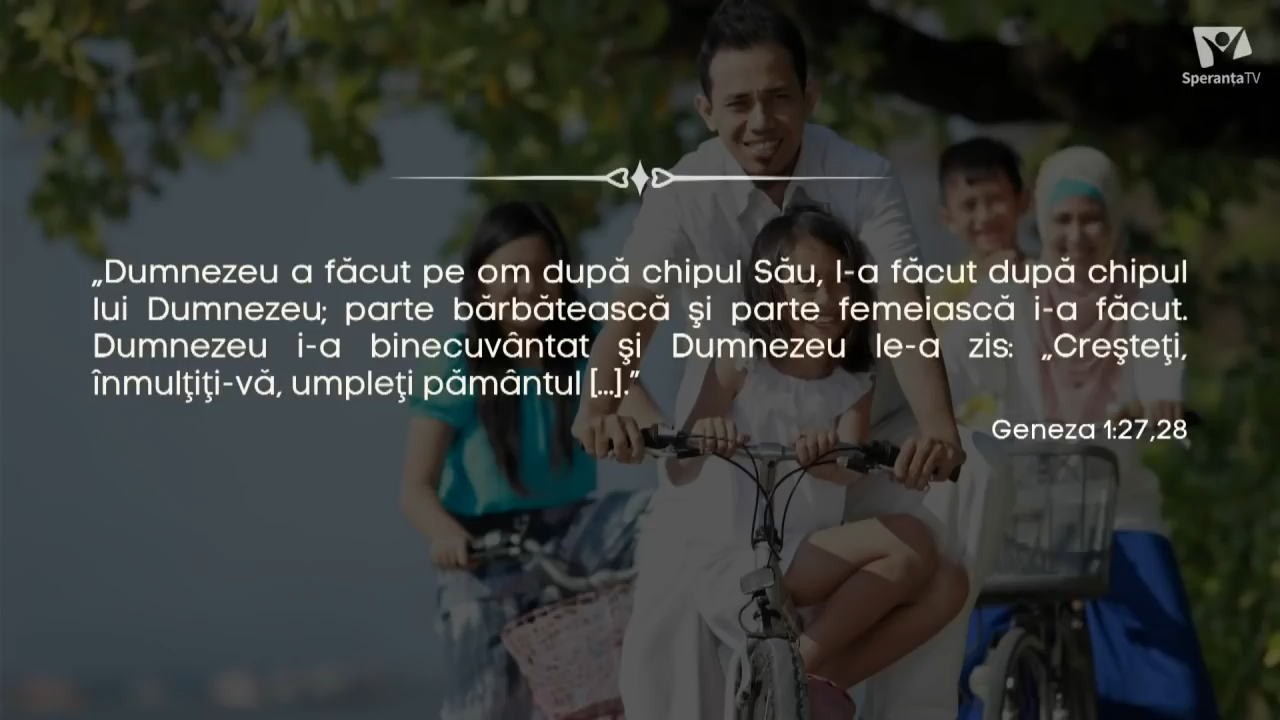 SperanțaTV
„Dumnezeu a făcut pe om după chipul Său, l-a făcut după chipul
lui Dumnezeu; parte bărbătească şi parte femeiască i-a făcut.
Dumnezeu i-a binecuvântat şi Dumnezeu le-a zis: „Creşteţi,
înmulţiţi-vă, umpleţi pământul [...].”
Geneza 1:27,28